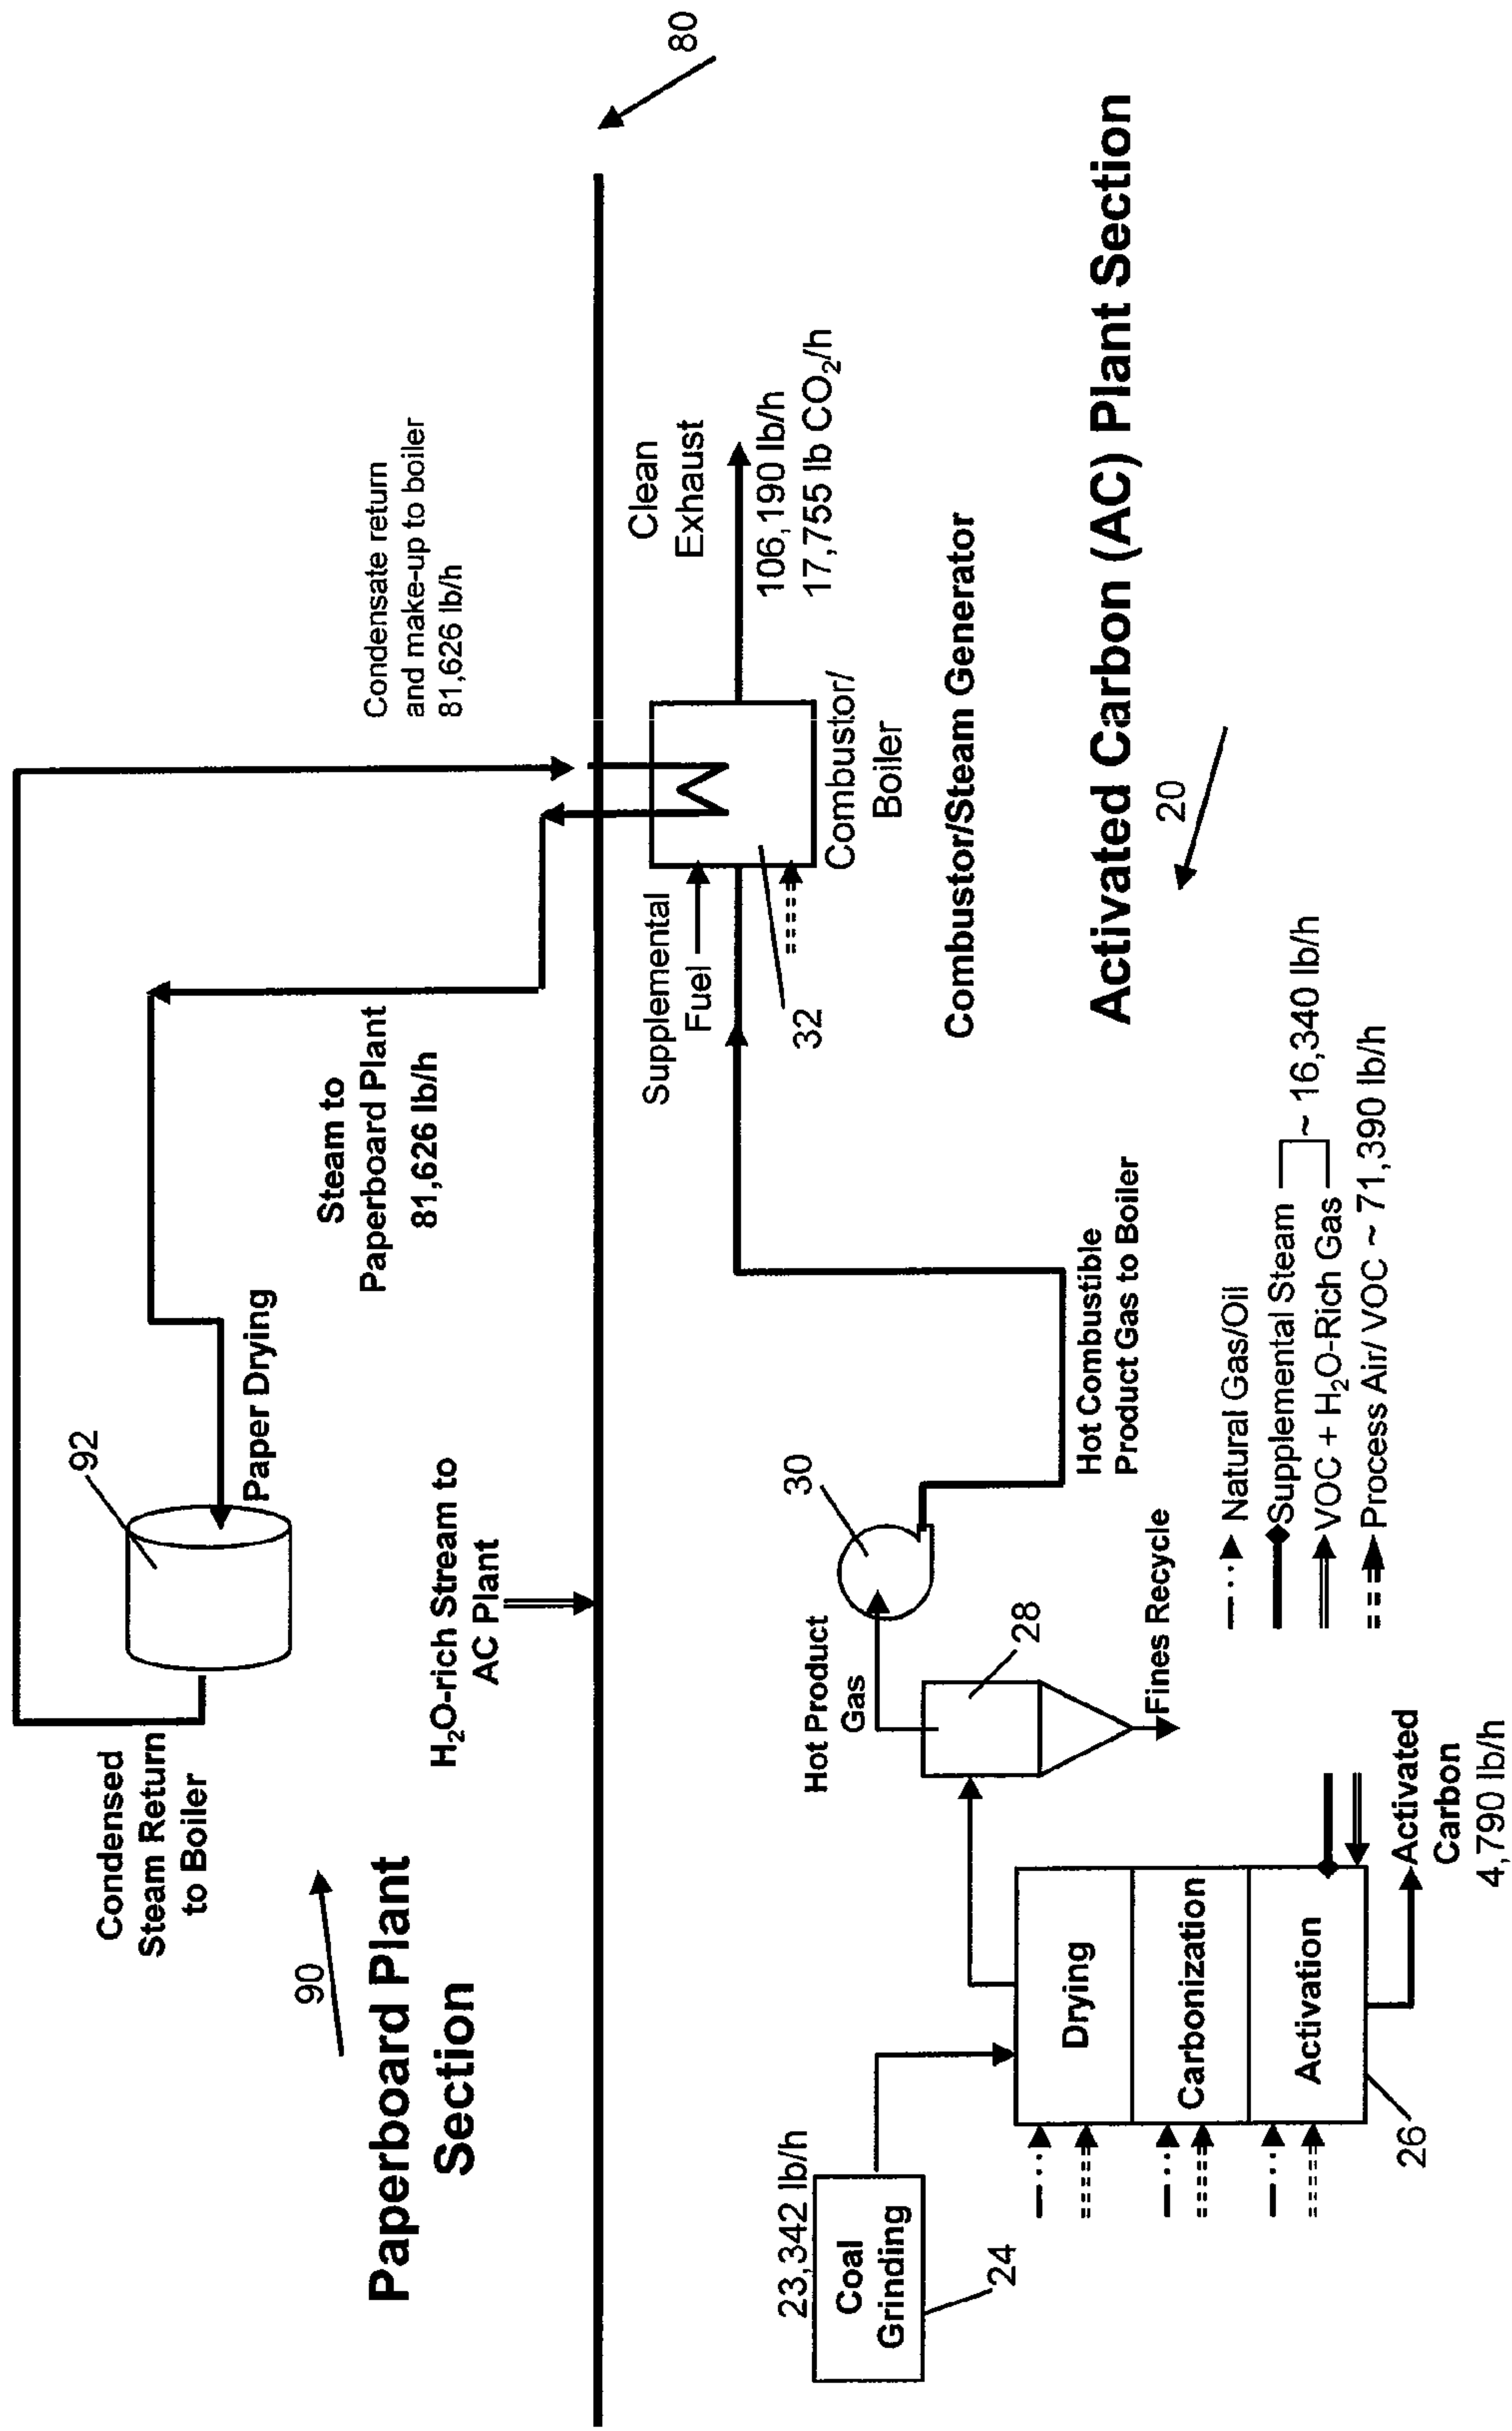 Condensed
Steam Return
to Boiler
92
Paper Drying
Steam to
Paperboard Plant
81,626 lb/h
Condensate return
and make-up to boiler
81,626 lb/h
80
90
Paperboard Plant
Section
H₂O-rich Stream to
AC Plant
Supplemental
Fuel
32
Combustor/
Boiler
Clean
Exhaust
106,190 lb/h
17,755 lb CO₂/h
Combustor/Steam Generator
Activated Carbon (AC) Plant Section
20
23,342 lb/h
Coal
Grinding
24
Drying
Carbonization
Activation
26
Hot Product
Gas
28
Fines Recycle
30
Hot Combustible
Product Gas to Boiler
Activated
Carbon
4,790 lb/h
Natural Gas/Oil
Supplemental Steam
VOC + H₂O-Rich Gas
~ 16,340 lb/h
Process Air/ VOC ~ 71,390 lb/h